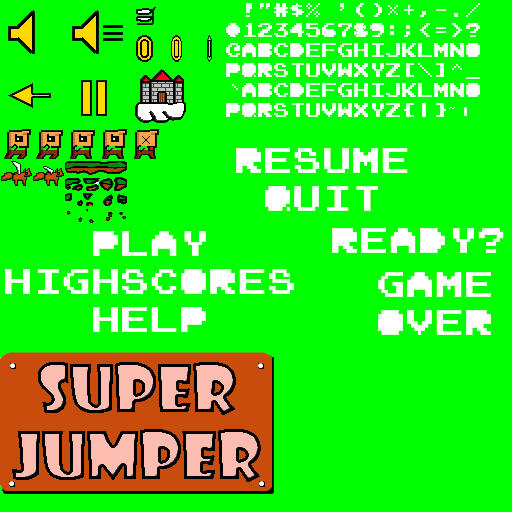 !"#$% '()×+,-./
0123456789:;<=>?
@ABCDEFGHIJKLMNO
PQRSTUVWXYZ[\]^_
`ABCDEFGHIJKLMNO
PQRSTUVWXYZ[|]~
RESUME
QUIT
PLAY
HIGHSCORES
HELP
READY?
GAME
OVER
SUPER
JUMPER